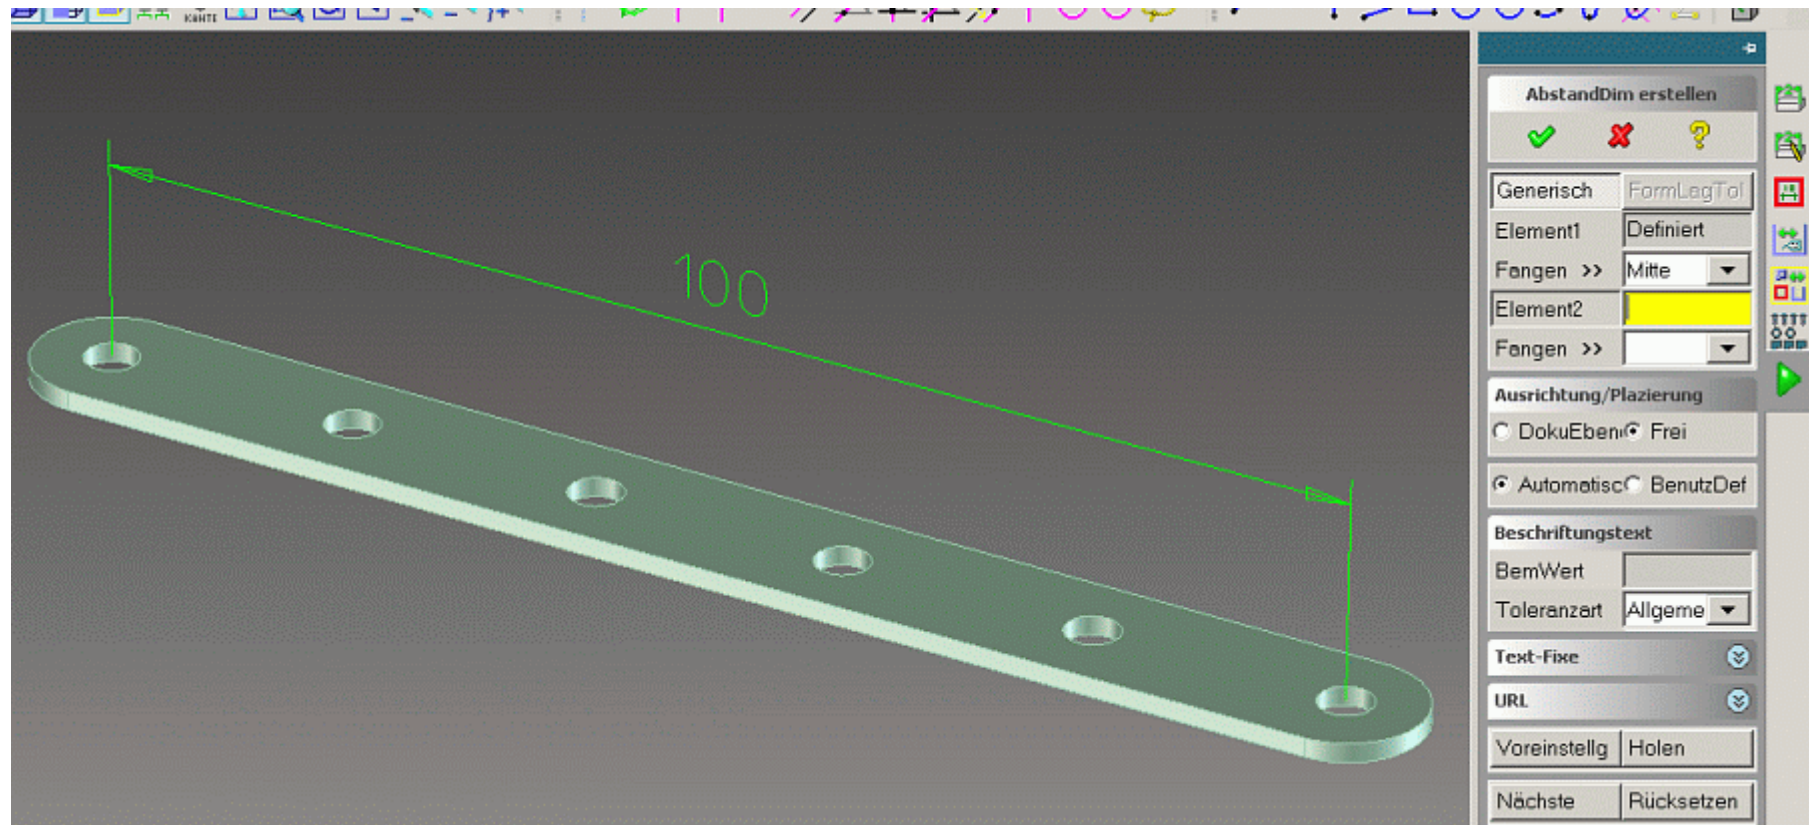 KANTE
AbstandDim erstellen
Generisch FormLagTol
Element1 Definiert
Fangen >> Mitte
Element2
Fangen >>
Ausrichtung/Plazierung
DokuEben Frei
Automatisc BenutzDef
Beschriftungstext
BemWert
Toleranzart Allgeme
Text-Fixe
URL
Voreinstellg Holen
Nächste Rücksetzen
100